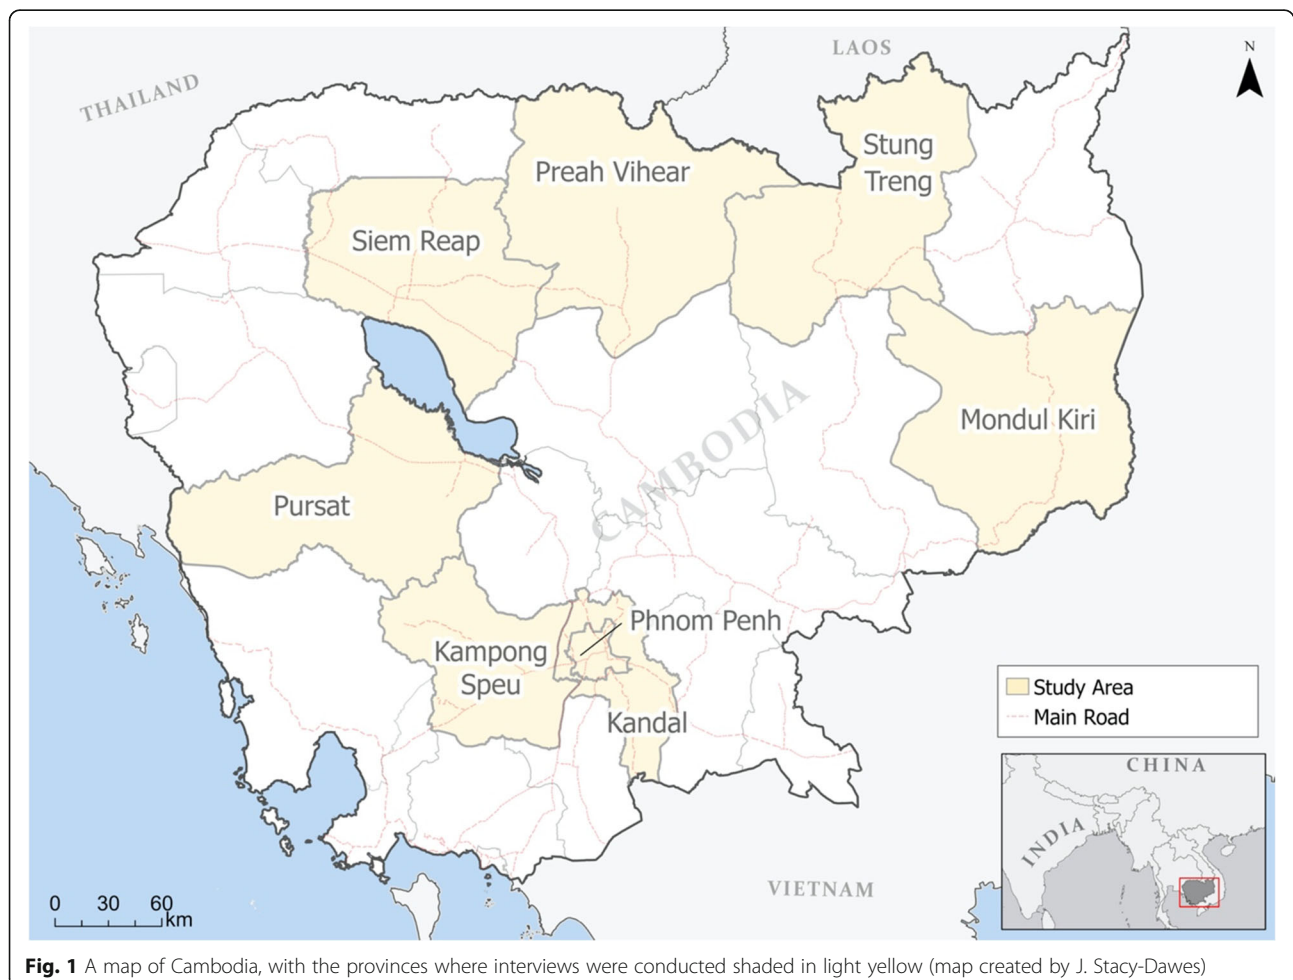 LAOS
N
THAILAND
Stung
Treng
Preah Vihear
Siem Reap
CAMBODIA
Mondul Kiri
Pursat
Phnom Penh
Kampong
Speu
Kandal
Study Area
Main Road
CHINA
INDIA
VIETNAM
0 30 60
km
Fig. 1 A map of Cambodia, with the provinces where interviews were conducted shaded in light yellow (map created by J. Stacy-Dawes)